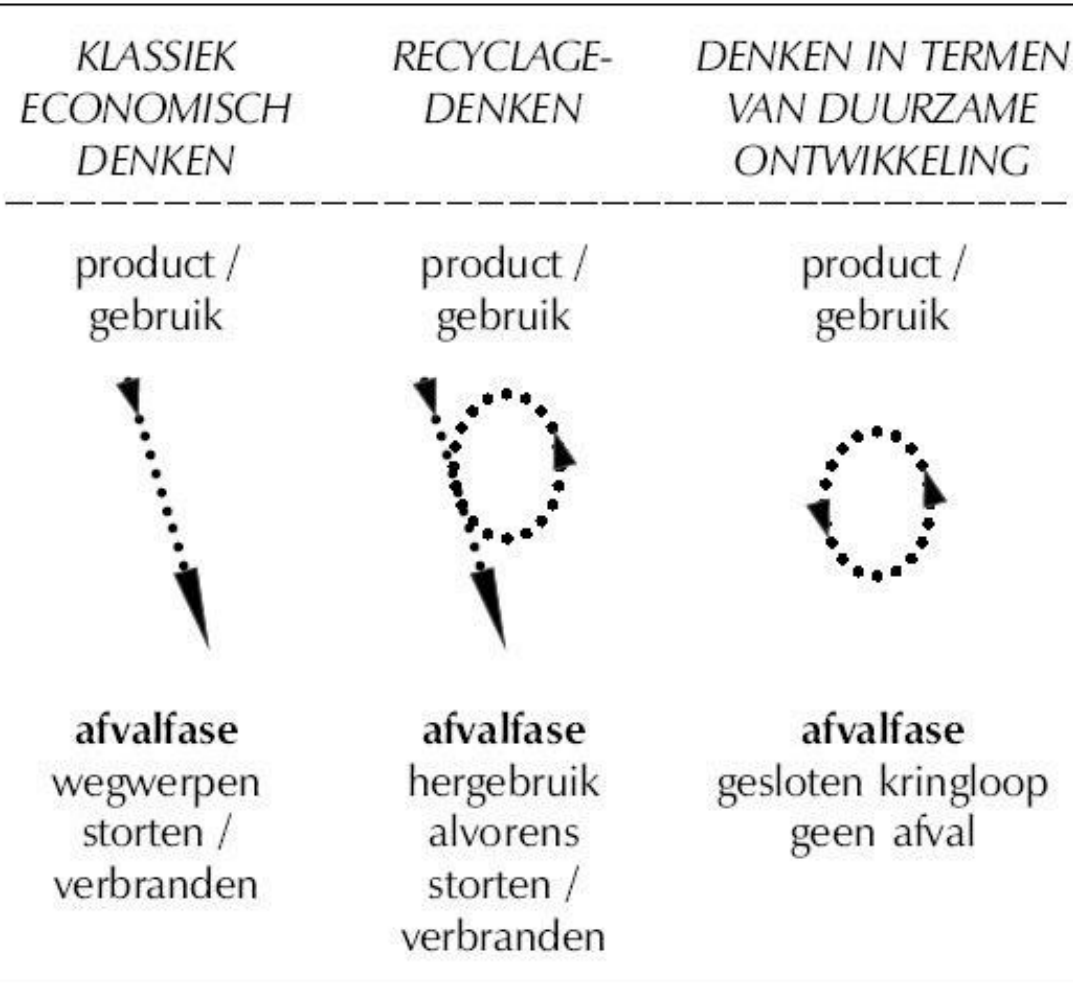 KLASSIEK
ECONOMISCH
DENKEN
RECYCLAGE-
DENKEN
DENKEN IN TERMEN
VAN DUURZAME
ONTWIKKELING
product /
gebruik
product /
gebruik
product /
gebruik
afvalfase
wegwerpen
storten /
verbranden
afvalfase
hergebruik
alvorens
storten /
verbranden
afvalfase
gesloten kringloop
geen afval